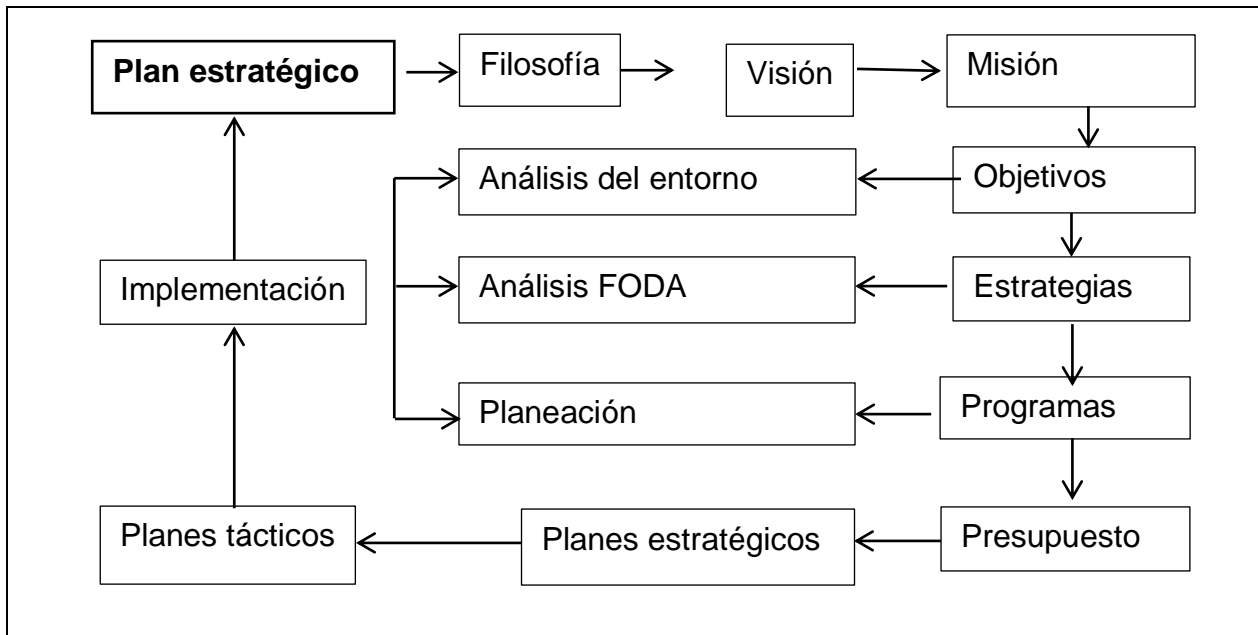 Plan estratégico
Filosofía
Visión
Misión
Análisis del entorno
Objetivos
Implementación
Análisis FODA
Estrategias
Planeación
Programas
Planes tácticos
Planes estratégicos
Presupuesto